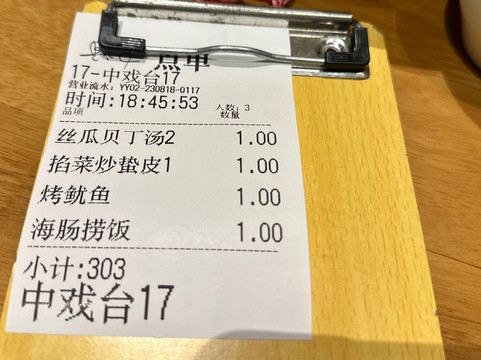 点单
17-中戏台17
营业流水: YY02-230818-0117
时间:18:45:53 人数: 3
品项 数量
丝瓜贝丁汤2 1.00
掐菜炒蛰皮1 1.00
烤鱿鱼 1.00
海肠捞饭 1.00
小计:303
中戏台17